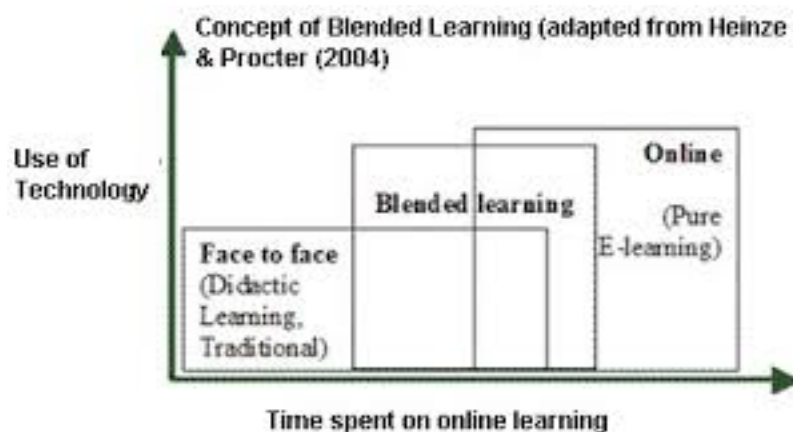 Concept of Blended Learning (adapted from Heinze
& Procter (2004)
Use of
Technology
Online
Blended learning
(Pure
E-learning)
Face to face
(Didactic
Learning,
Traditional)
Time spent on online learning